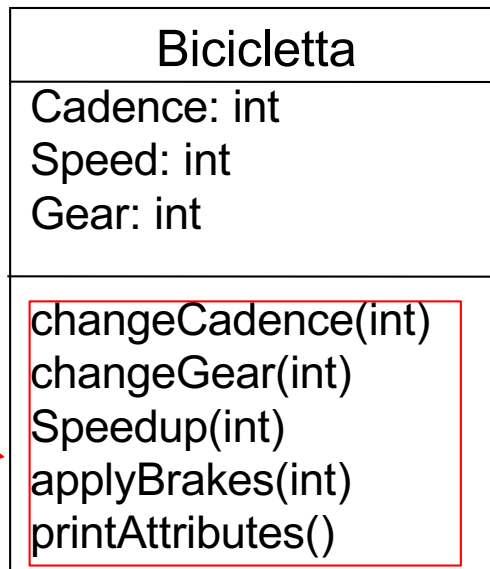 Bicicletta
Cadence: int
Speed: int
Gear: int
changeCadence(int)
changeGear(int)
Speedup(int)
applyBrakes(int)
printAttributes()